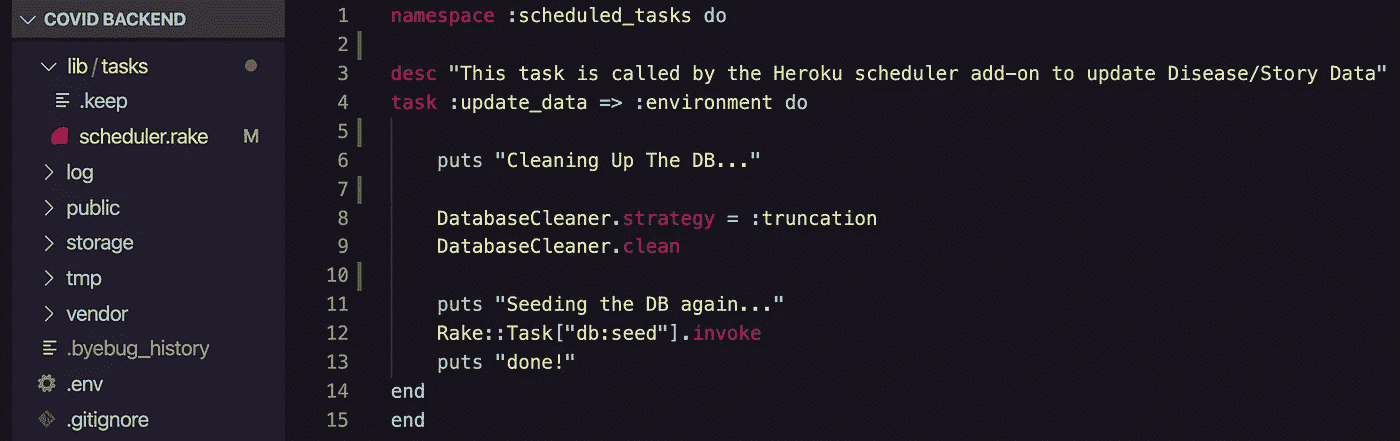 COVID BACKEND
lib/tasks
.keep
scheduler.rake M
log
public
storage
tmp
vendor
.byebug_history
.env
.gitignore
1 namespace :scheduled_tasks do
2
3 desc "This task is called by the Heroku scheduler add-on to update Disease/Story Data"
4 task :update_data => :environment do
5
6 puts "Cleaning Up The DB..."
7
8 DatabaseCleaner.strategy = :truncation
9 DatabaseCleaner.clean
10
11 puts "Seeding the DB again..."
12 Rake::Task["db:seed"].invoke
13 puts "done!"
14 end
15 end